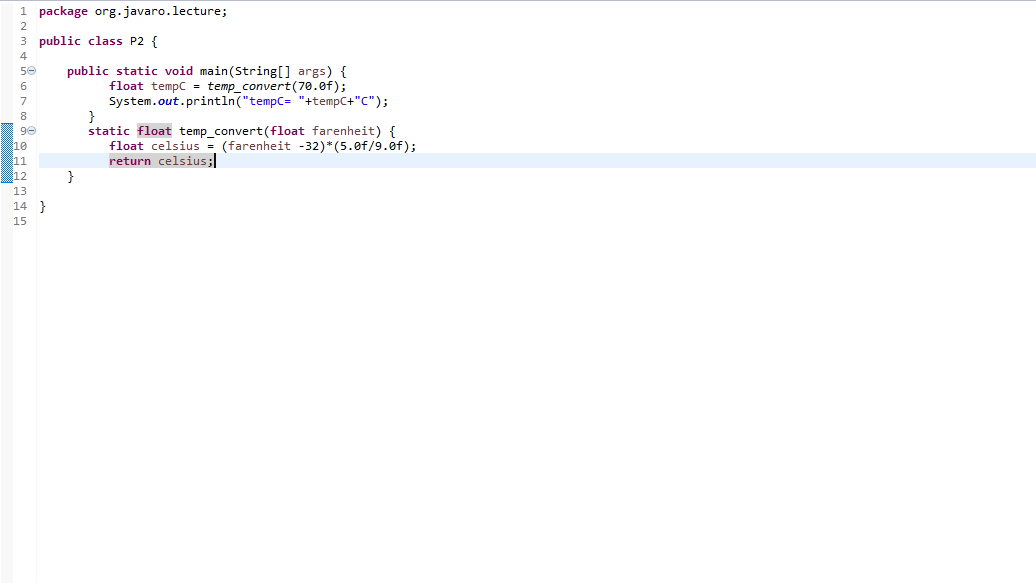 1 package org.javaro.lecture;
2
3 public class P2 {
4
5 public static void main(String[] args) {
6 float tempC = temp_convert(70.0f);
7 System.out.println("tempC= "+tempC+"C");
8 }
9 static float temp_convert(float farenheit) {
10 float celsius = (farenheit -32)*(5.0f/9.0f);
11 return celsius;
12 }
13
14 }
15